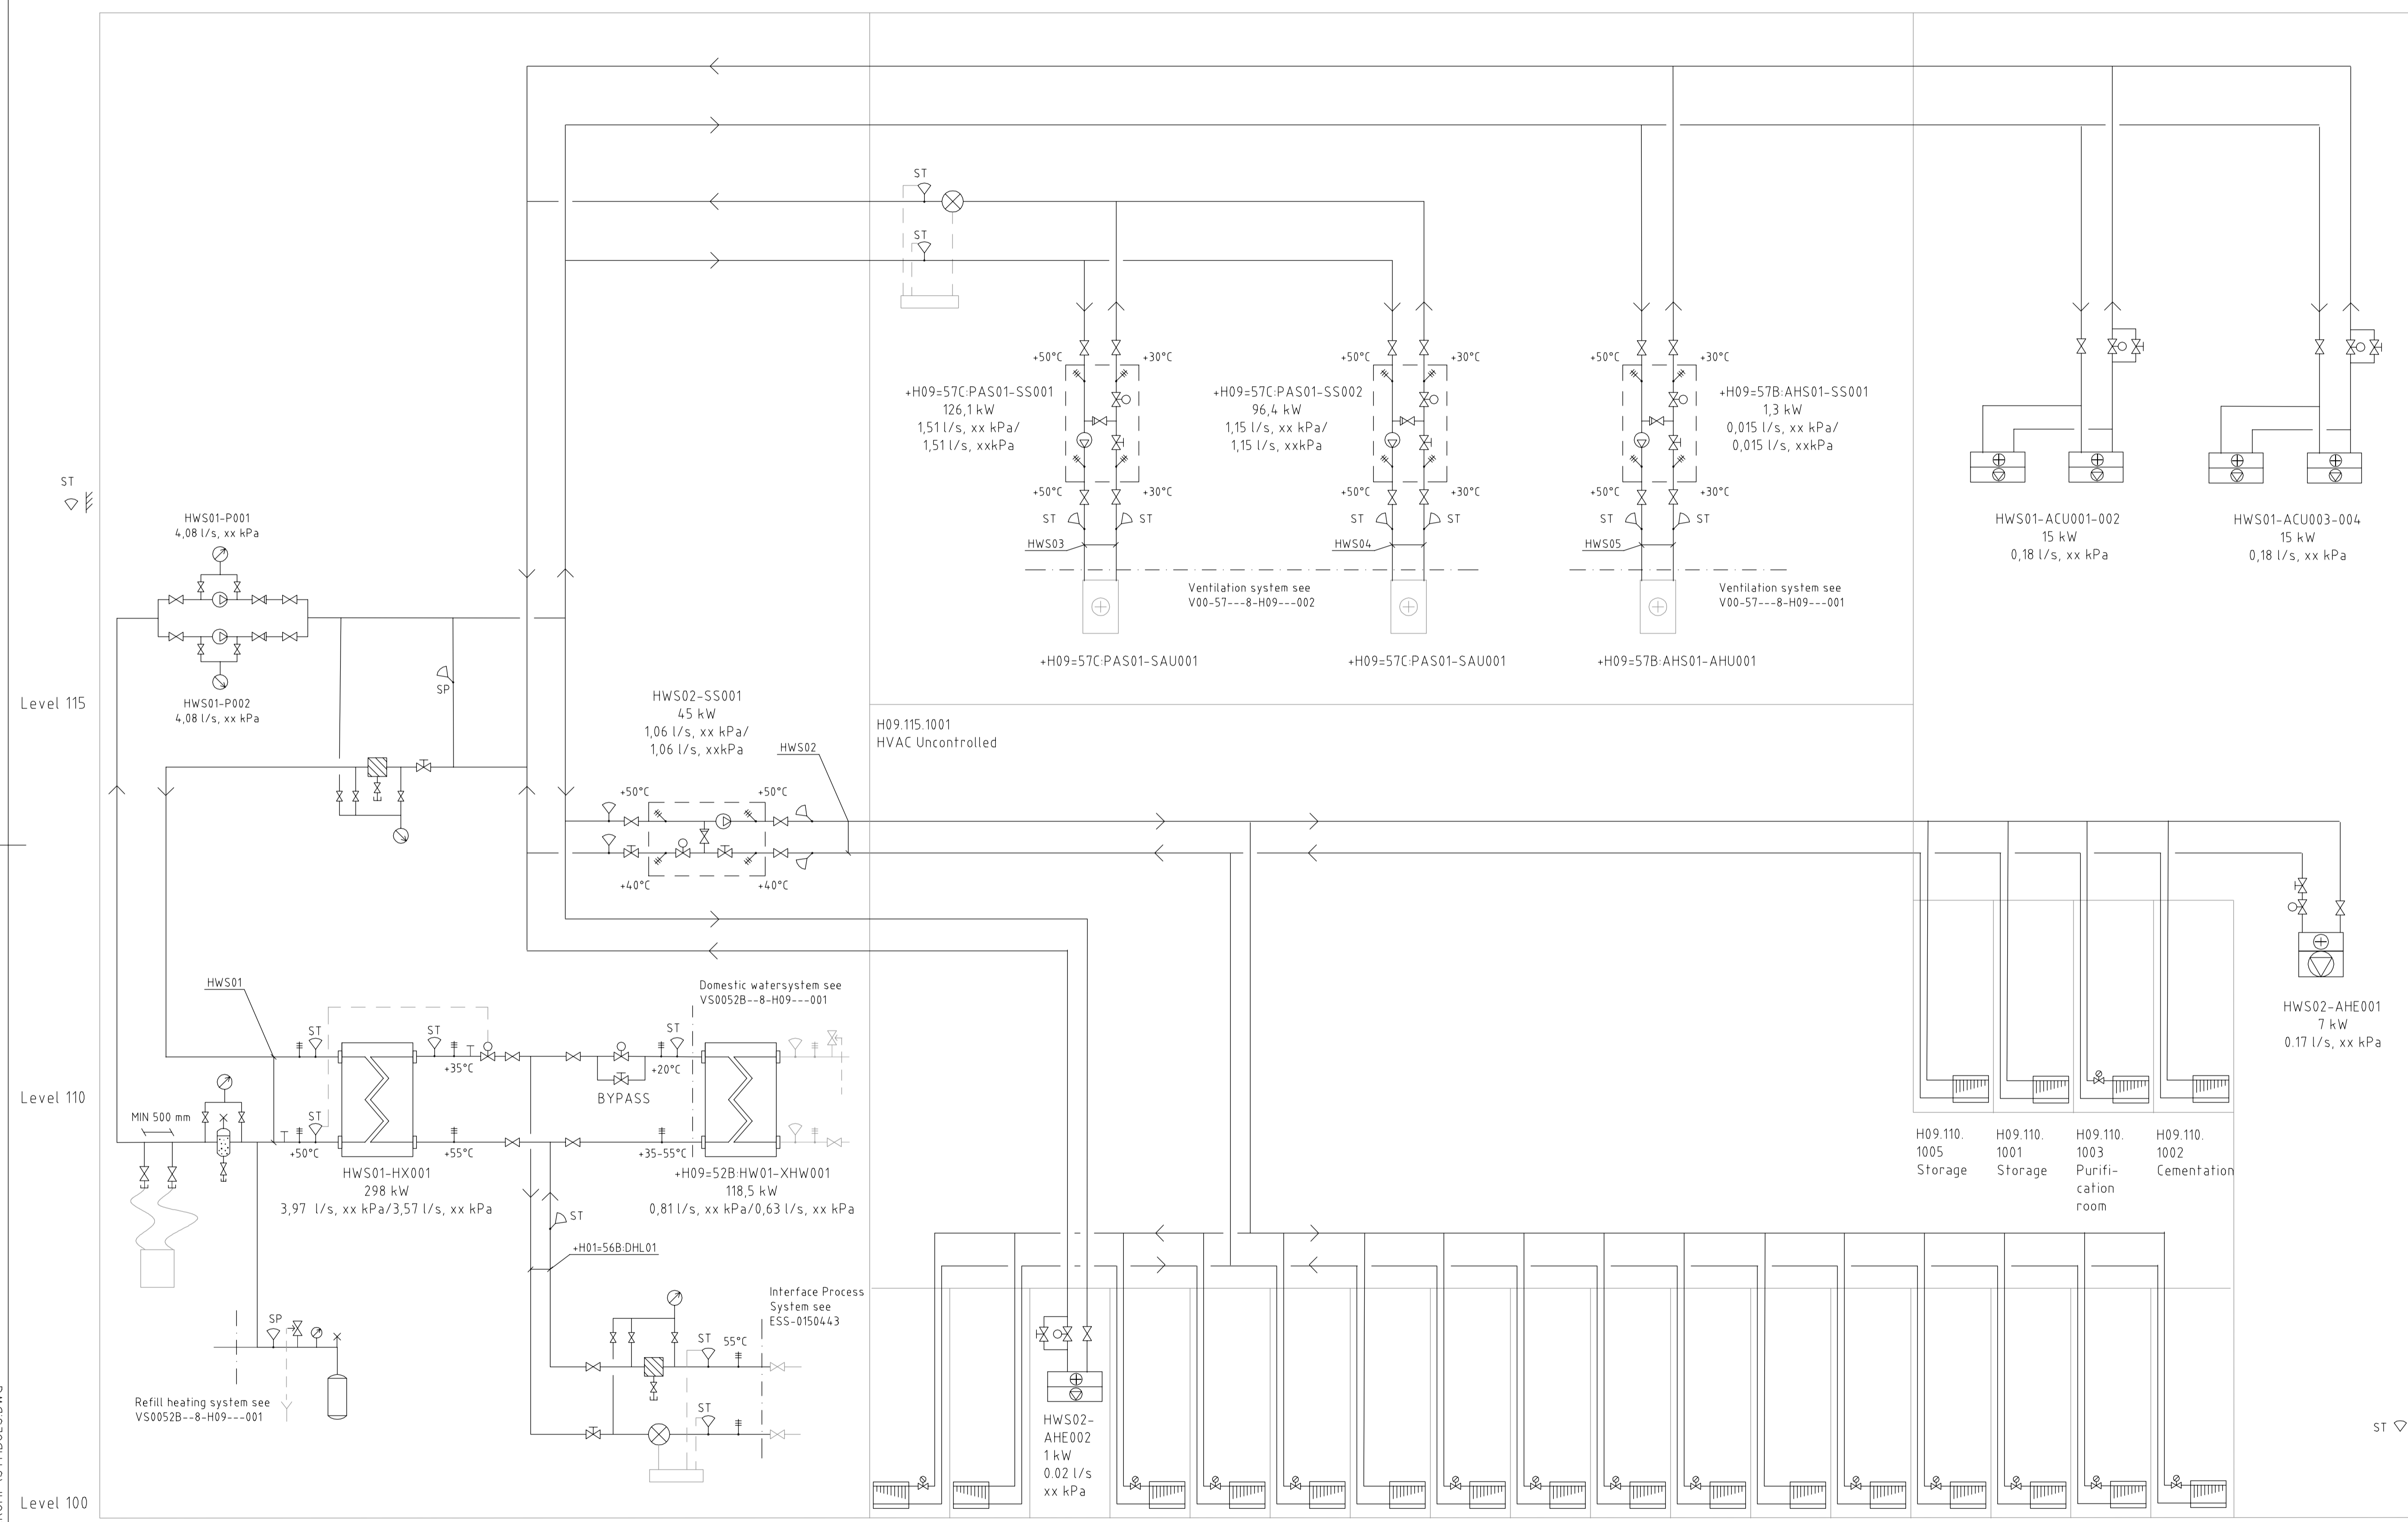 ST
ST
+50°C
+30°C
+50°C
+30°C
+50°C
+30°C
+H09=57C:PAS01-SS001
126,1 kW
1,51 l/s, xx kPa/
1,51 l/s, xxkPa
+H09=57C:PAS01-SS002
96,4 kW
1,15 l/s, xx kPa/
1,15 l/s, xxkPa
+H09=57B:AHS01-SS001
1,3 kW
0,015 l/s, xx kPa/
0,015 l/s, xxkPa
+50°C
+30°C
+50°C
+30°C
+50°C
+30°C
ST
ST
ST
ST
ST
ST
HWS03
HWS04
HWS05
Ventilation system see
V00-57---8-H09---002
Ventilation system see
V00-57---8-H09---001
+H09=57C:PAS01-SAU001
+H09=57C:PAS01-SAU001
+H09=57B:AHS01-AHU001
HWS01-ACU001-002
15 kW
0,18 l/s, xx kPa
HWS01-ACU003-004
15 kW
0,18 l/s, xx kPa
ST
HWS01-P001
4,08 l/s, xx kPa
HWS01-P002
4,08 l/s, xx kPa
SP
Level 115
HWS02-SS001
45 kW
1,06 l/s, xx kPa/
1,06 l/s, xxkPa
HWS02
H09.115.1001
HVAC Uncontrolled
+50°C
+50°C
+40°C
+40°C
HWS01
Domestic watersystem see
VS0052B--8-H09---001
ST
ST
ST
+35°C
+20°C
BYPASS
Level 110
MIN 500 mm
ST
+50°C
+55°C
+35-55°C
HWS01-HX001
298 kW
3,97 l/s, xx kPa/3,57 l/s, xx kPa
+H09=52B:HW01-XHW001
118,5 kW
0,81 l/s, xx kPa/0,63 l/s, xx kPa
HWS02-AHE001
7 kW
0.17 l/s, xx kPa
H09.110.
1005
Storage
H09.110.
1001
Storage
H09.110.
1003
Purifi-
cation
room
H09.110.
1002
Cementation
ST
+H01=56B:DHL01
Interface Process
System see
ESS-0150443
SP
ST
55°C
Refill heating system see
VS0052B--8-H09---001
ST
HWS02-
AHE002
1 kW
0.02 l/s
xx kPa
ST
Level 100